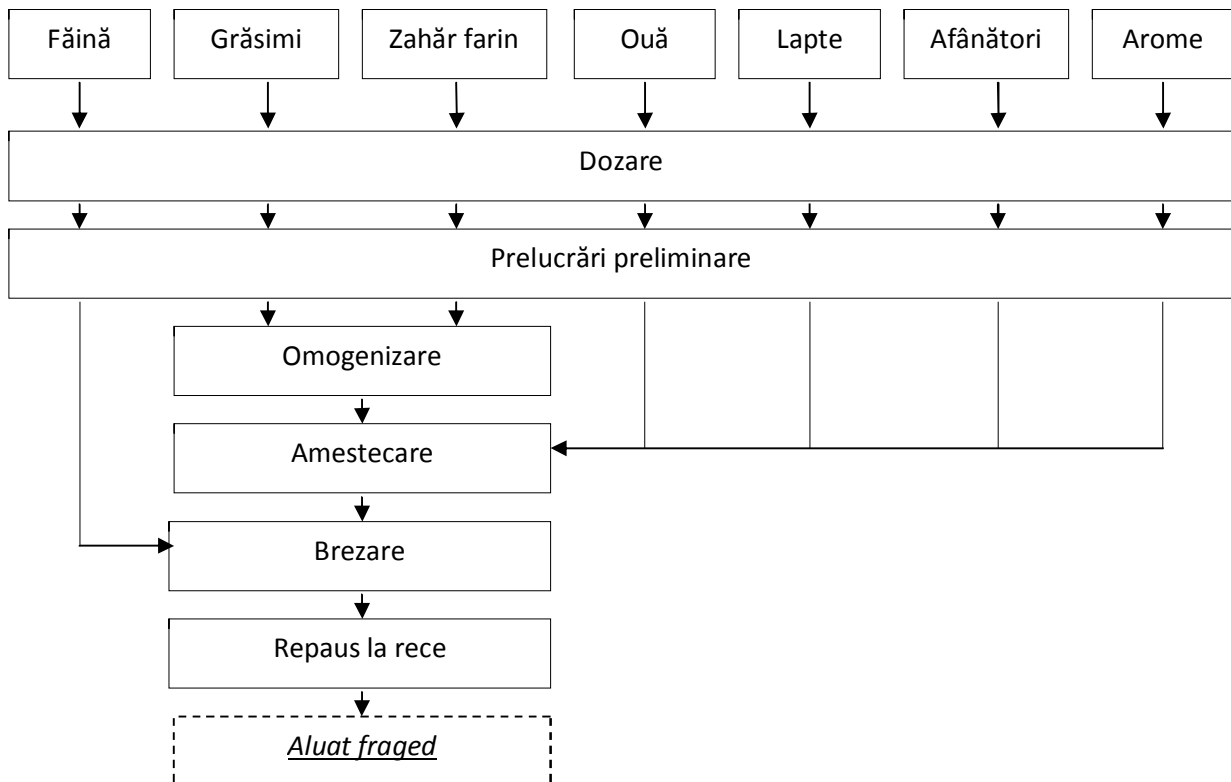 Făină
Grăsimi
Zahăr farin
Ouă
Lapte
Afânători
Arome
Dozare
Prelucrări preliminare
Omogenizare
Amestecare
Brezare
Repaus la rece
Aluat fraged